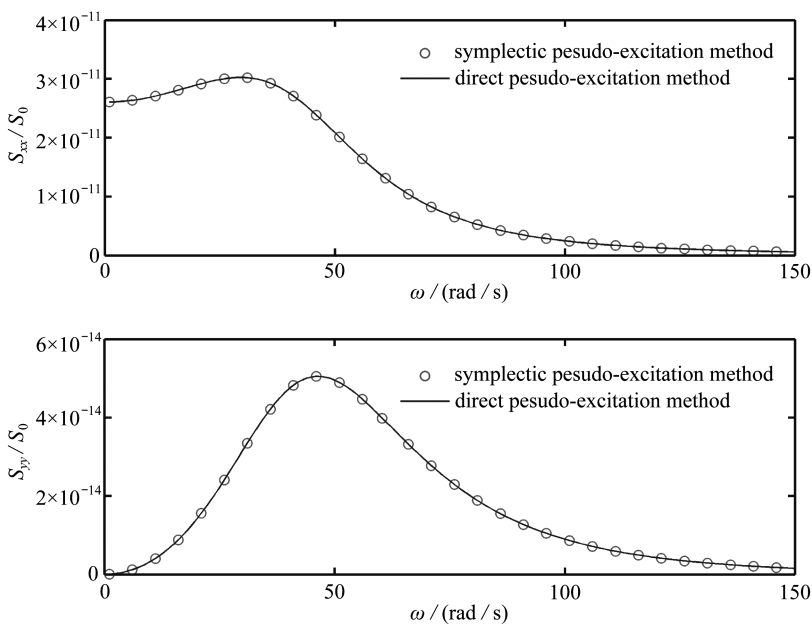 4×10⁻¹¹
3×10⁻¹¹
2×10⁻¹¹
1×10⁻¹¹
0
Sxx / S0
symplectic pesudo-excitation method
direct pesudo-excitation method
0 50 100 150
ω / (rad / s)
6×10⁻¹⁴
4×10⁻¹⁴
2×10⁻¹⁴
0
Syy / S0
symplectic pesudo-excitation method
direct pesudo-excitation method
0 50 100 150
ω / (rad / s)